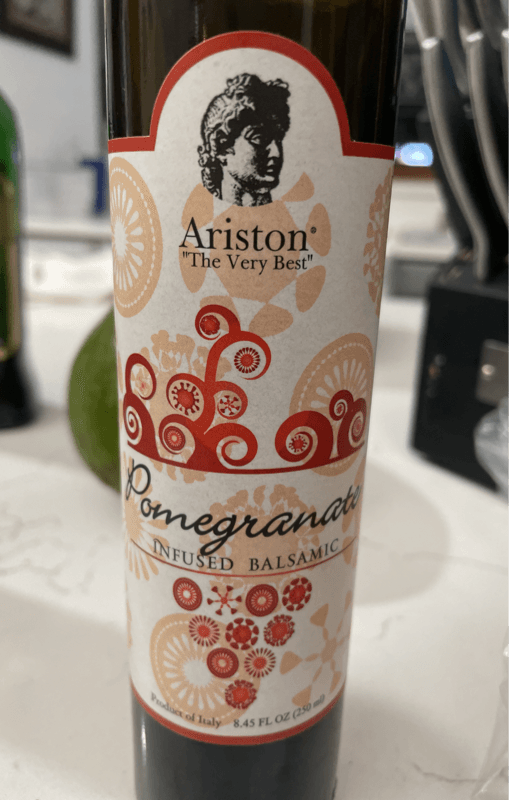 Ariston®
"The Very Best"
Pomegranate
INFUSED BALSAMIC
Product of Italy 8.45 FL OZ (250 ml)